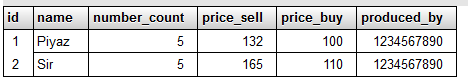 id name number_count price_sell price_buy produced_by
1 Piyaz 5 132 100 1234567890
2 Sir 5 165 110 1234567890